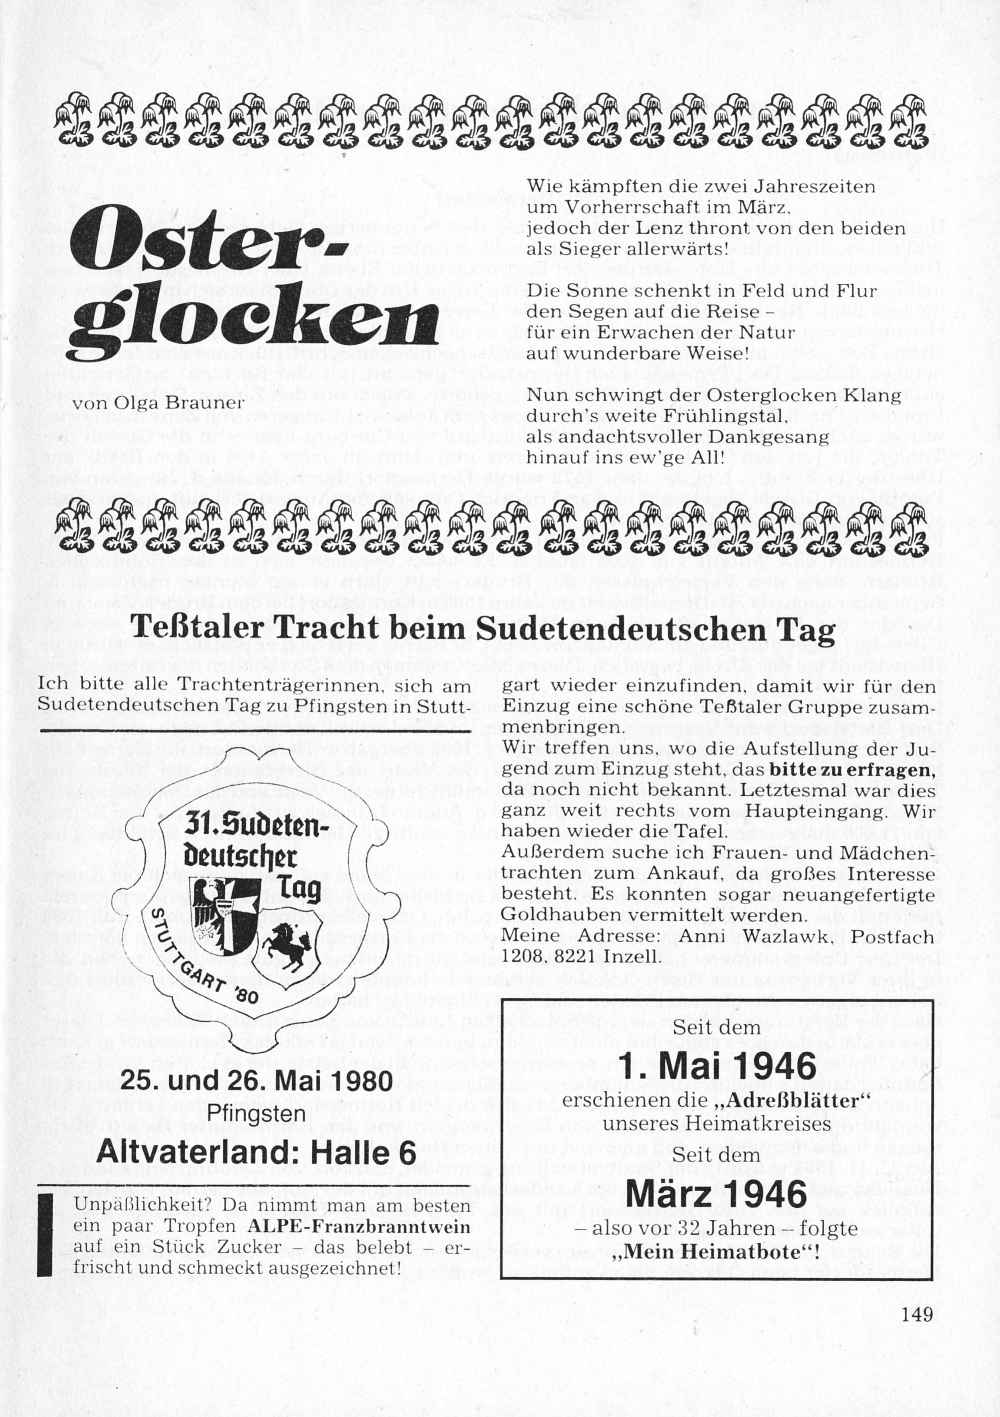 Oster-
glocken
von Olga Brauner
Wie kämpften die zwei Jahreszeiten
um Vorherrschaft im März,
jedoch der Lenz thront von den beiden
als Sieger allerwärts!
Die Sonne schenkt in Feld und Flur
den Segen auf die Reise –
für ein Erwachen der Natur
auf wunderbare Weise!
Nun schwingt der Osterglocken Klang
durch's weite Frühlingstal,
als andachtsvoller Dankgesang
hinauf ins ew'ge All!
Teßtaler Tracht beim Sudetendeutschen Tag
Ich bitte alle Trachtenträgerinnen, sich am
Sudetendeutschen Tag zu Pfingsten in Stutt-
gart wieder einzufinden, damit wir für den
Einzug eine schöne Teßtaler Gruppe zusam-
menbringen.
Wir treffen uns, wo die Aufstellung der Ju-
gend zum Einzug steht, das bitte zu erfragen,
da noch nicht bekannt. Letztesmal war dies
ganz weit rechts vom Haupteingang. Wir
haben wieder die Tafel.
Außerdem suche ich Frauen- und Mädchen-
trachten zum Ankauf, da großes Interesse
besteht. Es konnten sogar neuangefertigte
Goldhauben vermittelt werden.
Meine Adresse: Anni Wazlawk, Postfach
1208, 8221 Inzell.
31. Sudeten-
deutscher
Tag
STUTTGART '80
25. und 26. Mai 1980
Pfingsten
Altvaterland: Halle 6
Unpäßlichkeit? Da nimmt man am besten
ein paar Tropfen ALPE-Franzbranntwein
auf ein Stück Zucker – das belebt – er-
frischt und schmeckt ausgezeichnet!
Seit dem
1. Mai 1946
erschienen die „Adreßblätter“
unseres Heimatkreises
Seit dem
März 1946
– also vor 32 Jahren – folgte
„Mein Heimatbote“!
149